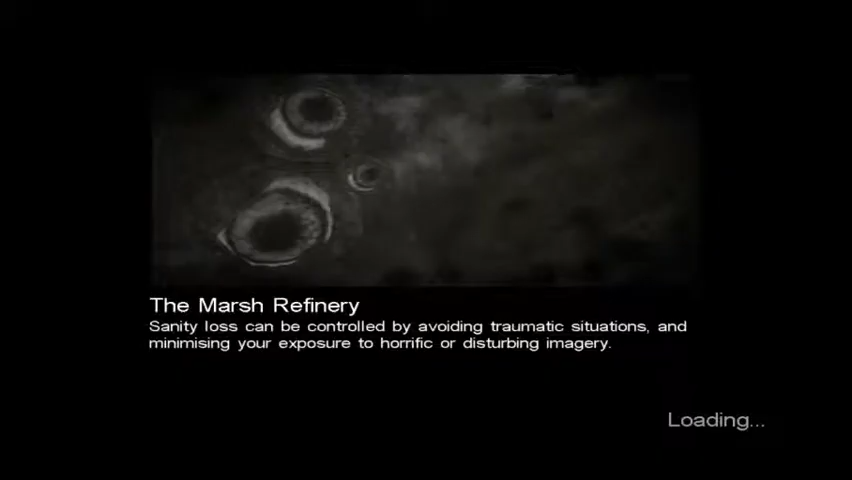 The Marsh Refinery
Sanity loss can be controlled by avoiding traumatic situations, and
minimising your exposure to horrific or disturbing imagery.
Loading...